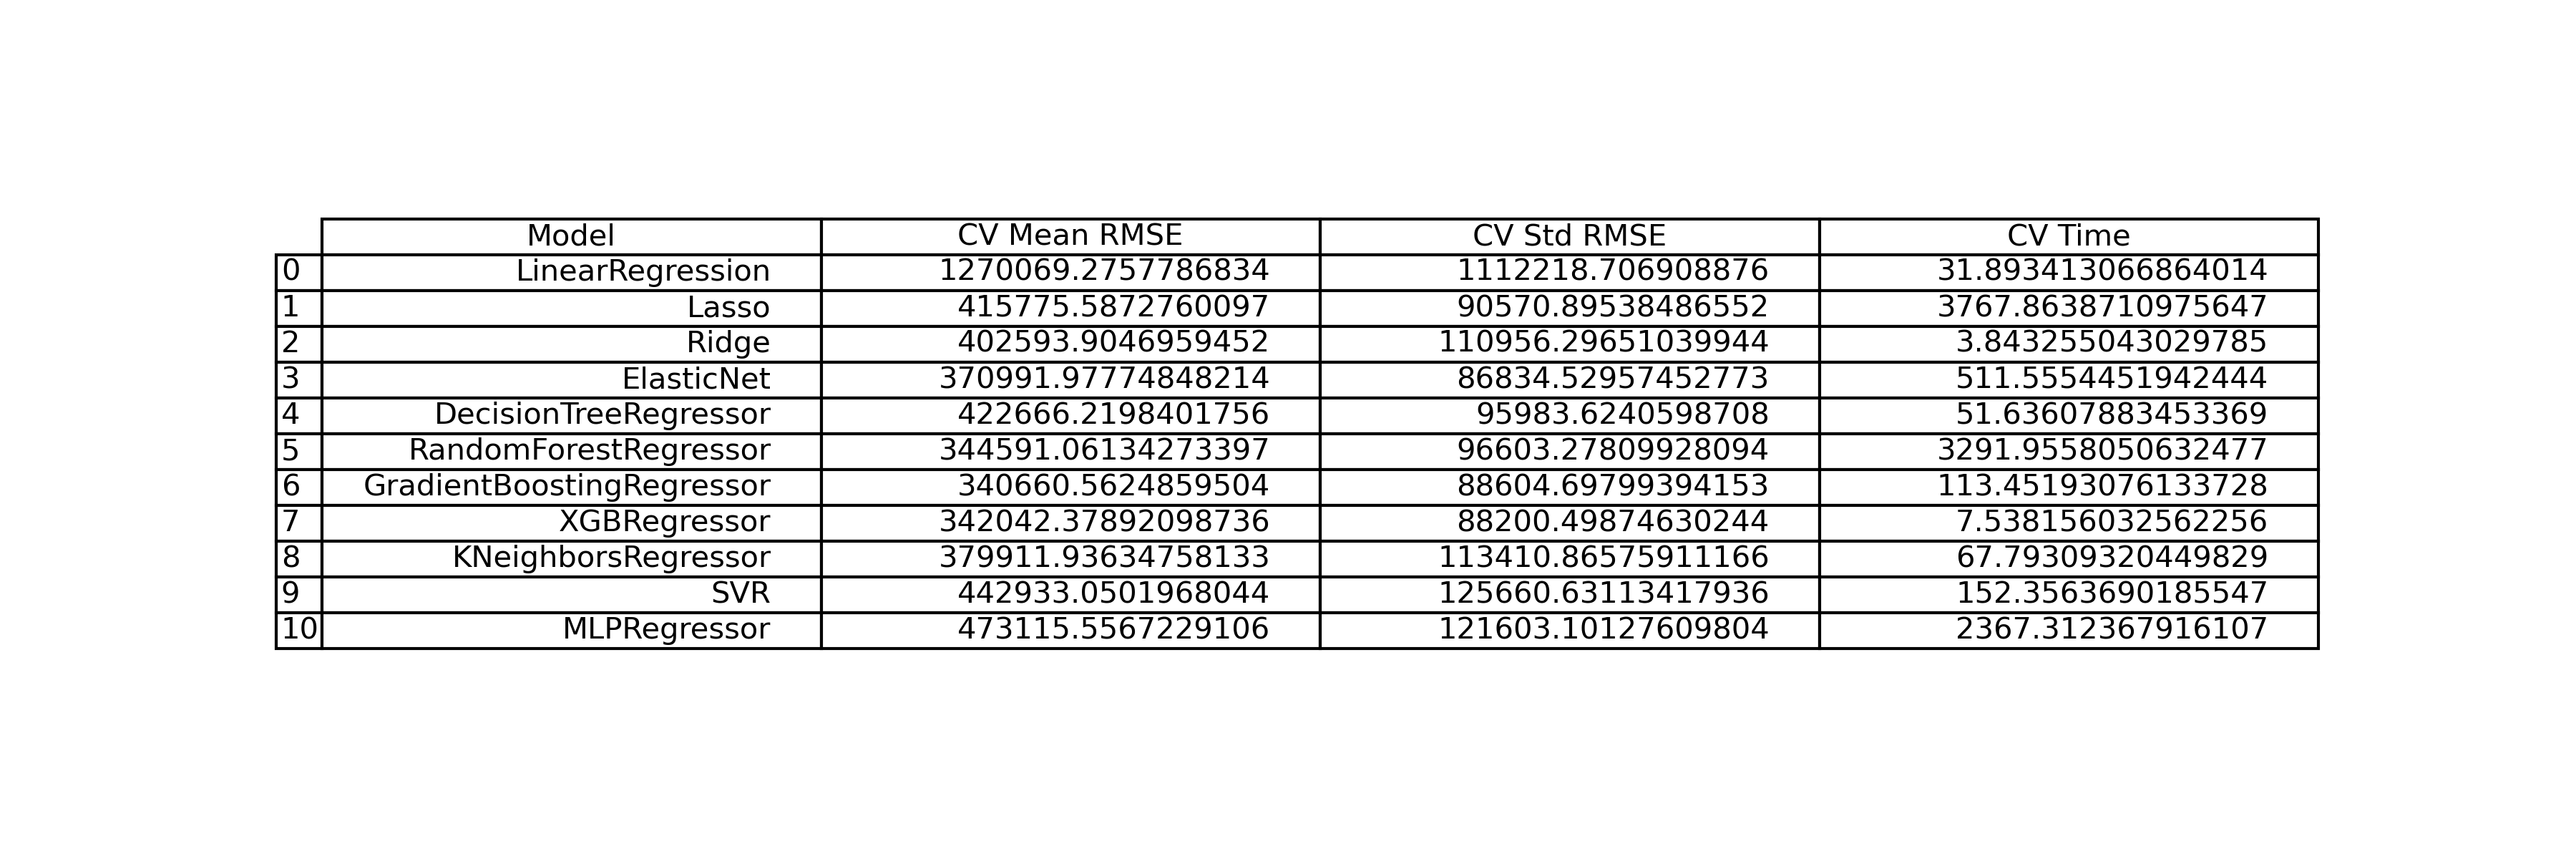 Model CV Mean RMSE CV Std RMSE CV Time
0 LinearRegression 1270069.2757786834 1112218.706908876 31.893413066864014
1 Lasso 415775.5872760097 90570.89538486552 3767.8638710975647
2 Ridge 402593.9046959452 110956.29651039944 3.843255043029785
3 ElasticNet 370991.97774848214 86834.52957452773 511.5554451942444
4 DecisionTreeRegressor 422666.2198401756 95983.6240598708 51.63607883453369
5 RandomForestRegressor 344591.06134273397 96603.27809928094 3291.9558050632477
6 GradientBoostingRegressor 340660.5624859504 88604.69799394153 113.45193076133728
7 XGBRegressor 342042.37892098736 88200.49874630244 7.538156032562256
8 KNeighborsRegressor 379911.93634758133 113410.86575911166 67.79309320449829
9 SVR 442933.0501968044 125660.63113417936 152.3563690185547
10 MLPRegressor 473115.5567229106 121603.10127609804 2367.312367916107